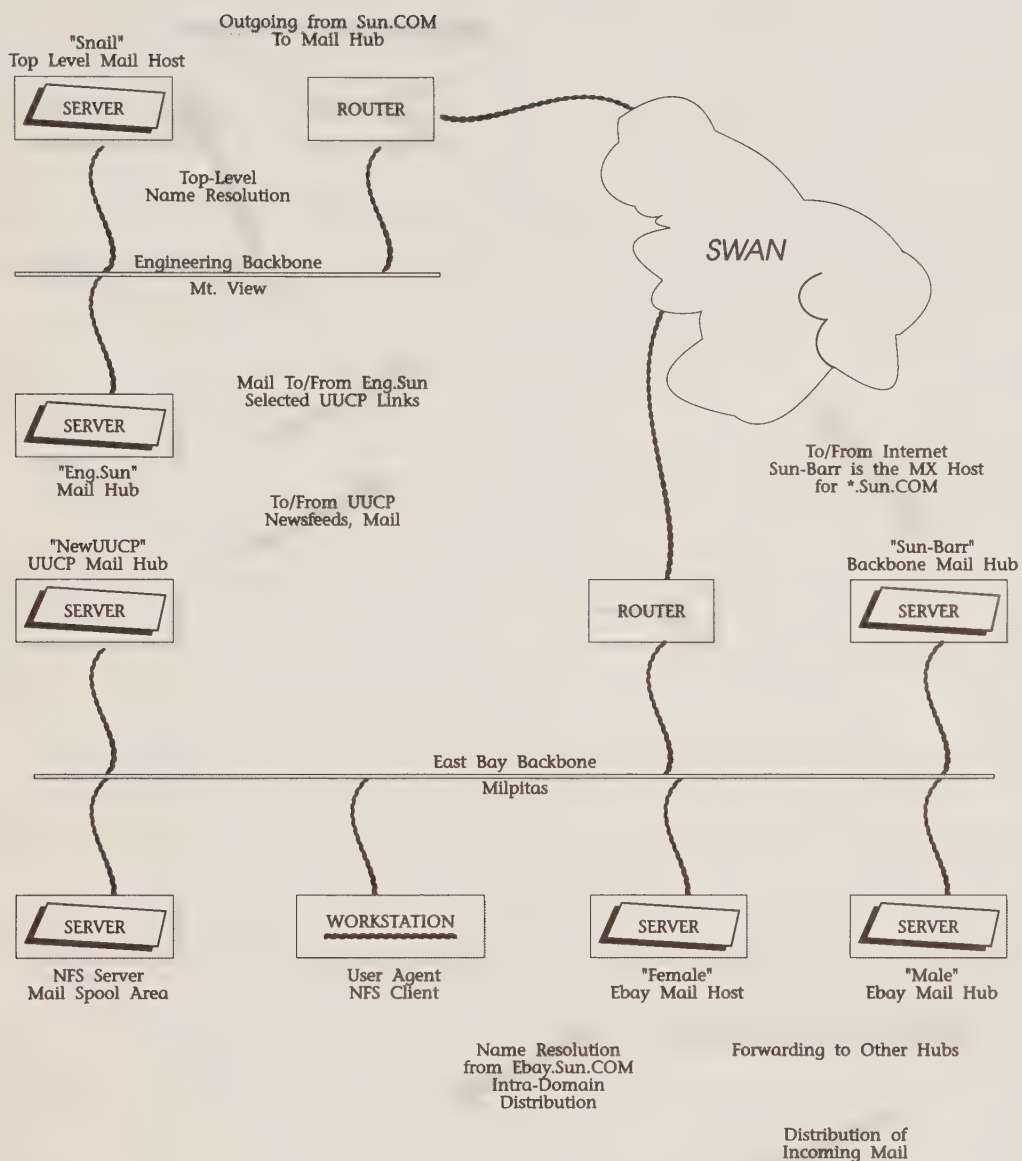 Outgoing from Sun.COM
To Mail Hub
"Snail"
Top Level Mail Host
SERVER
ROUTER
Top-Level
Name Resolution
SWAN
Engineering Backbone
Mt. View
Mail To/From Eng.Sun
Selected UUCP Links
SERVER
"Eng.Sun"
Mail Hub
To/From Internet
Sun-Barr is the MX Host
for *.Sun.COM
To/From UUCP
Newsfeeds, Mail
"NewUUCP"
UUCP Mail Hub
"Sun-Barr"
Backbone Mail Hub
SERVER
ROUTER
SERVER
East Bay Backbone
Milpitas
SERVER
WORKSTATION
SERVER
SERVER
NFS Server
Mail Spool Area
User Agent
NFS Client
"Female"
Ebay Mail Host
"Male"
Ebay Mail Hub
Name Resolution
from Ebay.Sun.COM
Intra-Domain
Distribution
Forwarding to Other Hubs
Distribution of
Incoming Mail